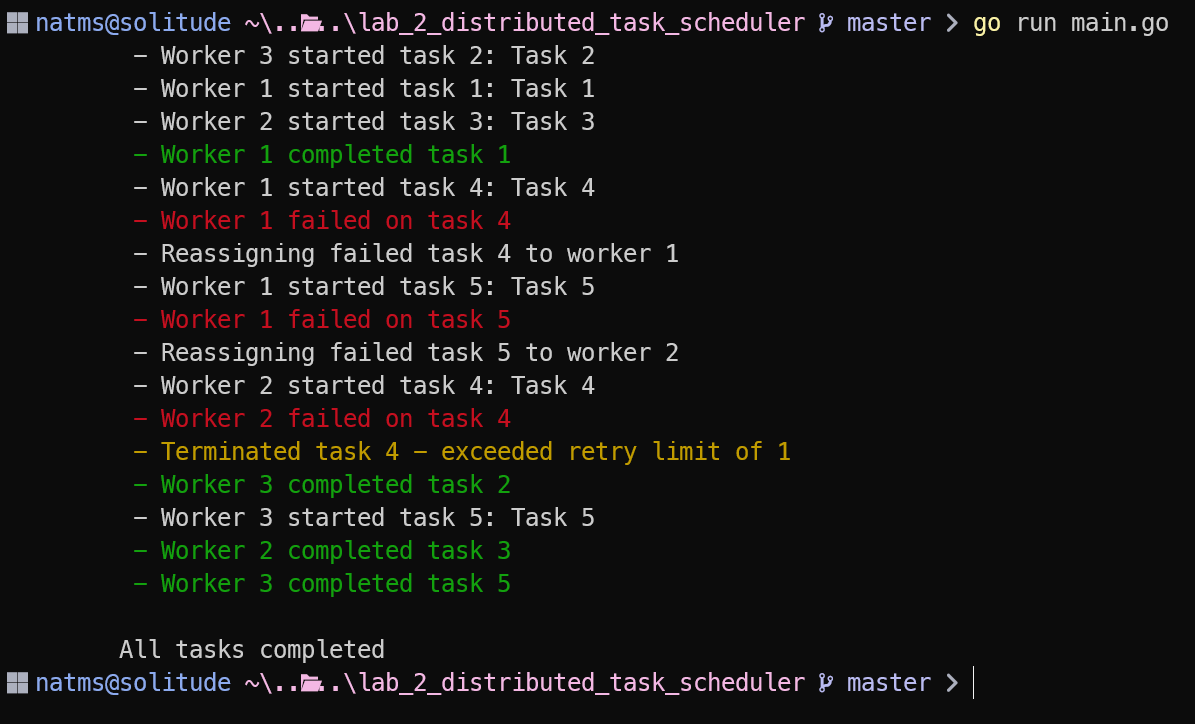 natms@solitude ~\....\lab_2_distributed_task_scheduler master > go run main.go
- Worker 3 started task 2: Task 2
- Worker 1 started task 1: Task 1
- Worker 2 started task 3: Task 3
- Worker 1 completed task 1
- Worker 1 started task 4: Task 4
- Worker 1 failed on task 4
- Reassigning failed task 4 to worker 1
- Worker 1 started task 5: Task 5
- Worker 1 failed on task 5
- Reassigning failed task 5 to worker 2
- Worker 2 started task 4: Task 4
- Worker 2 failed on task 4
- Terminated task 4 - exceeded retry limit of 1
- Worker 3 completed task 2
- Worker 3 started task 5: Task 5
- Worker 2 completed task 3
- Worker 3 completed task 5
All tasks completed
natms@solitude ~\....\lab_2_distributed_task_scheduler master >